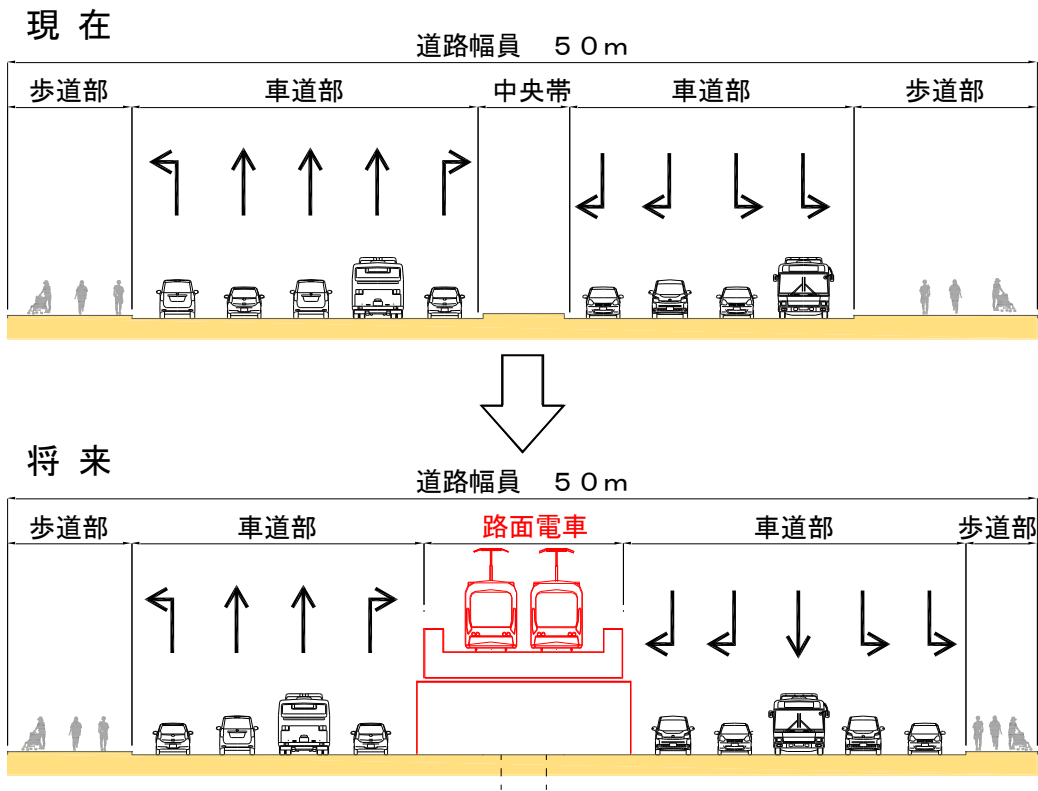 現 在
道路幅員 ５０ｍ
歩道部 車道部 中央帯 車道部 歩道部
将 来
道路幅員 ５０ｍ
歩道部 車道部 路面電車 車道部 歩道部